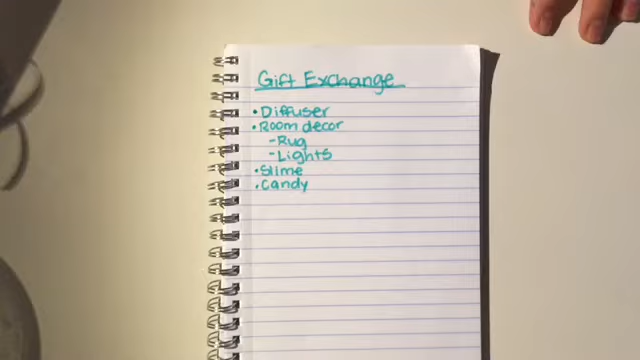 Gift Exchange
• Diffuser
• Room decor
- Rug
- Lights
• Slime
• Candy